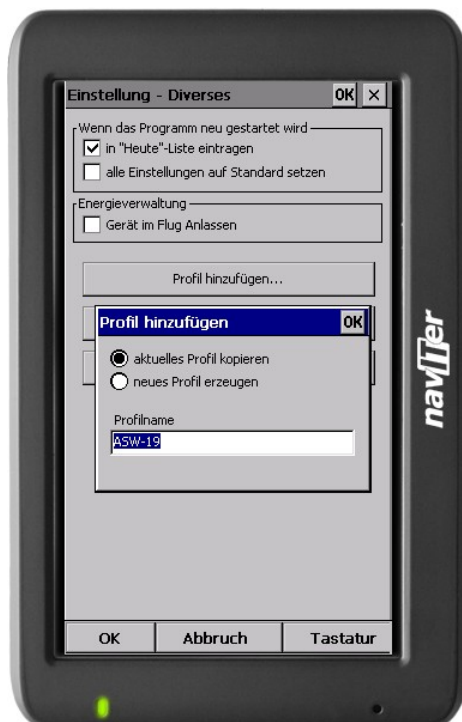 Einstellung - Diverses OK
Wenn das Programm neu gestartet wird
in "Heute"-Liste eintragen
alle Einstellungen auf Standard setzen
Energieverwaltung
Gerät im Flug Anlassen
Profil hinzufügen...
Profil hinzufügen OK
aktuelles Profil kopieren
neues Profil erzeugen
Profilname
ASW-19
OK Abbruch Tastatur
naviter